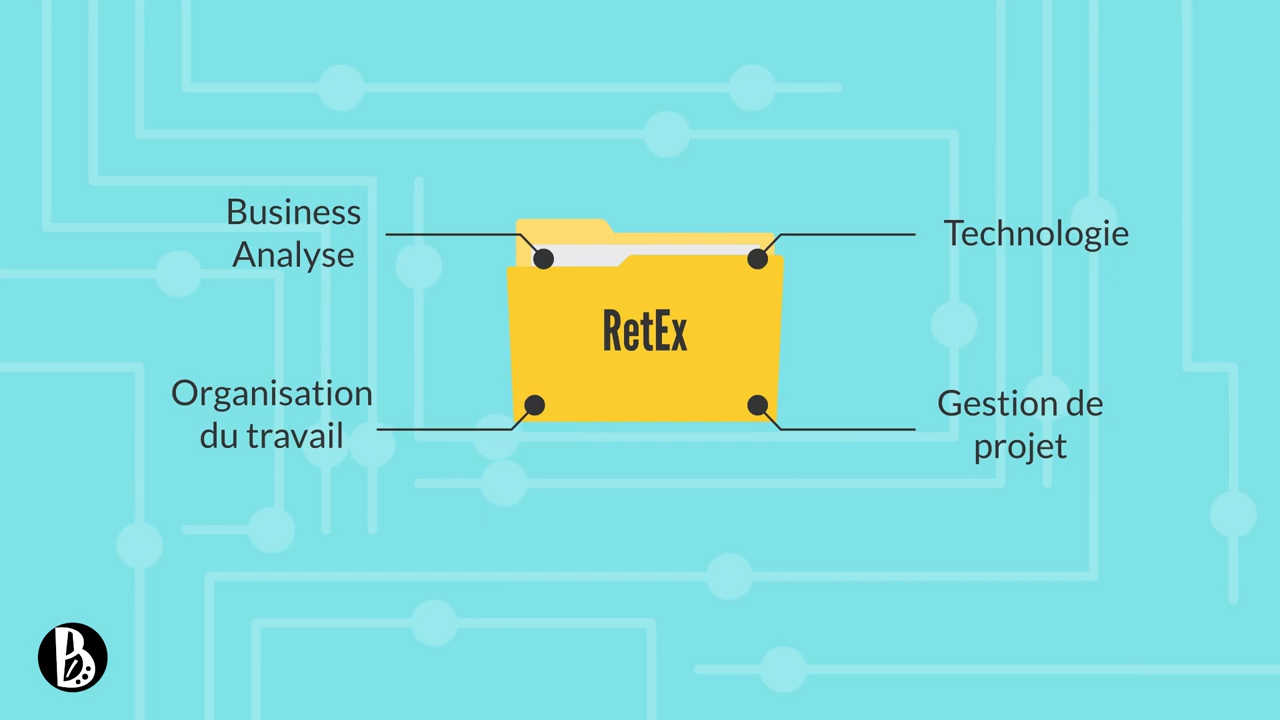 Business
Analyse
Technologie
RetEx
Organisation
du travail
Gestion de
projet
B